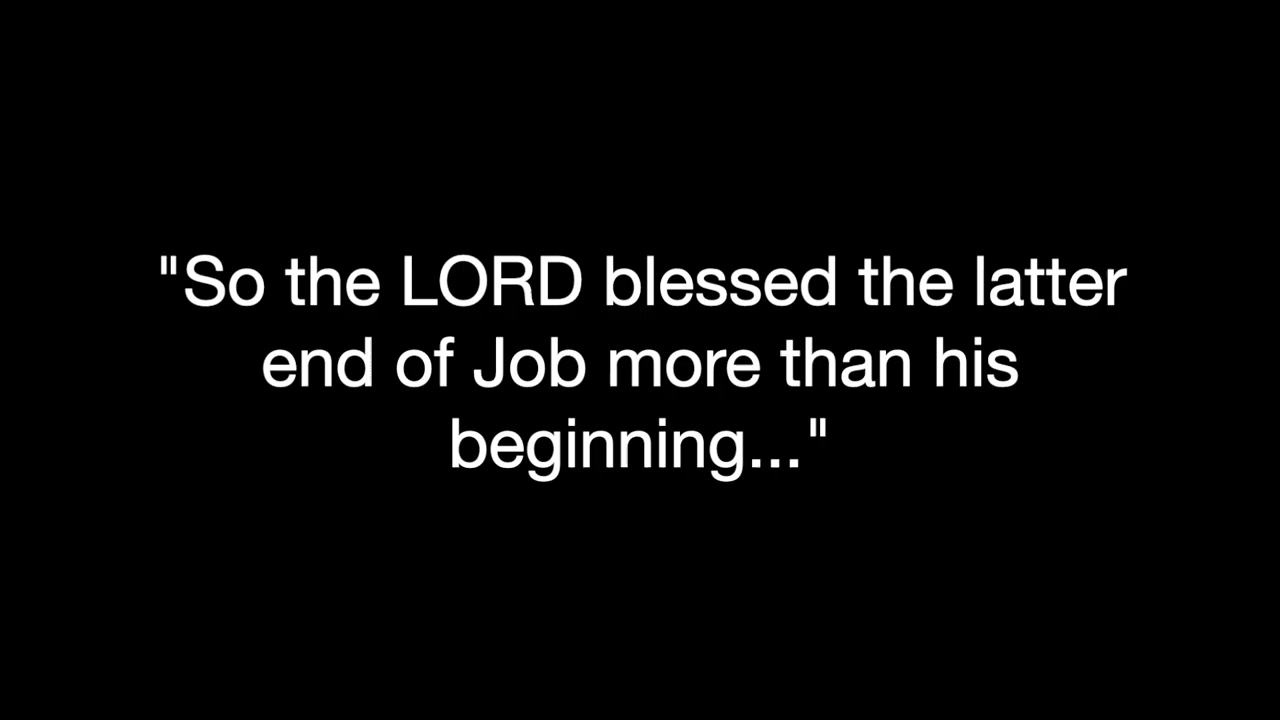 "So the LORD blessed the latter
end of Job more than his
beginning..."